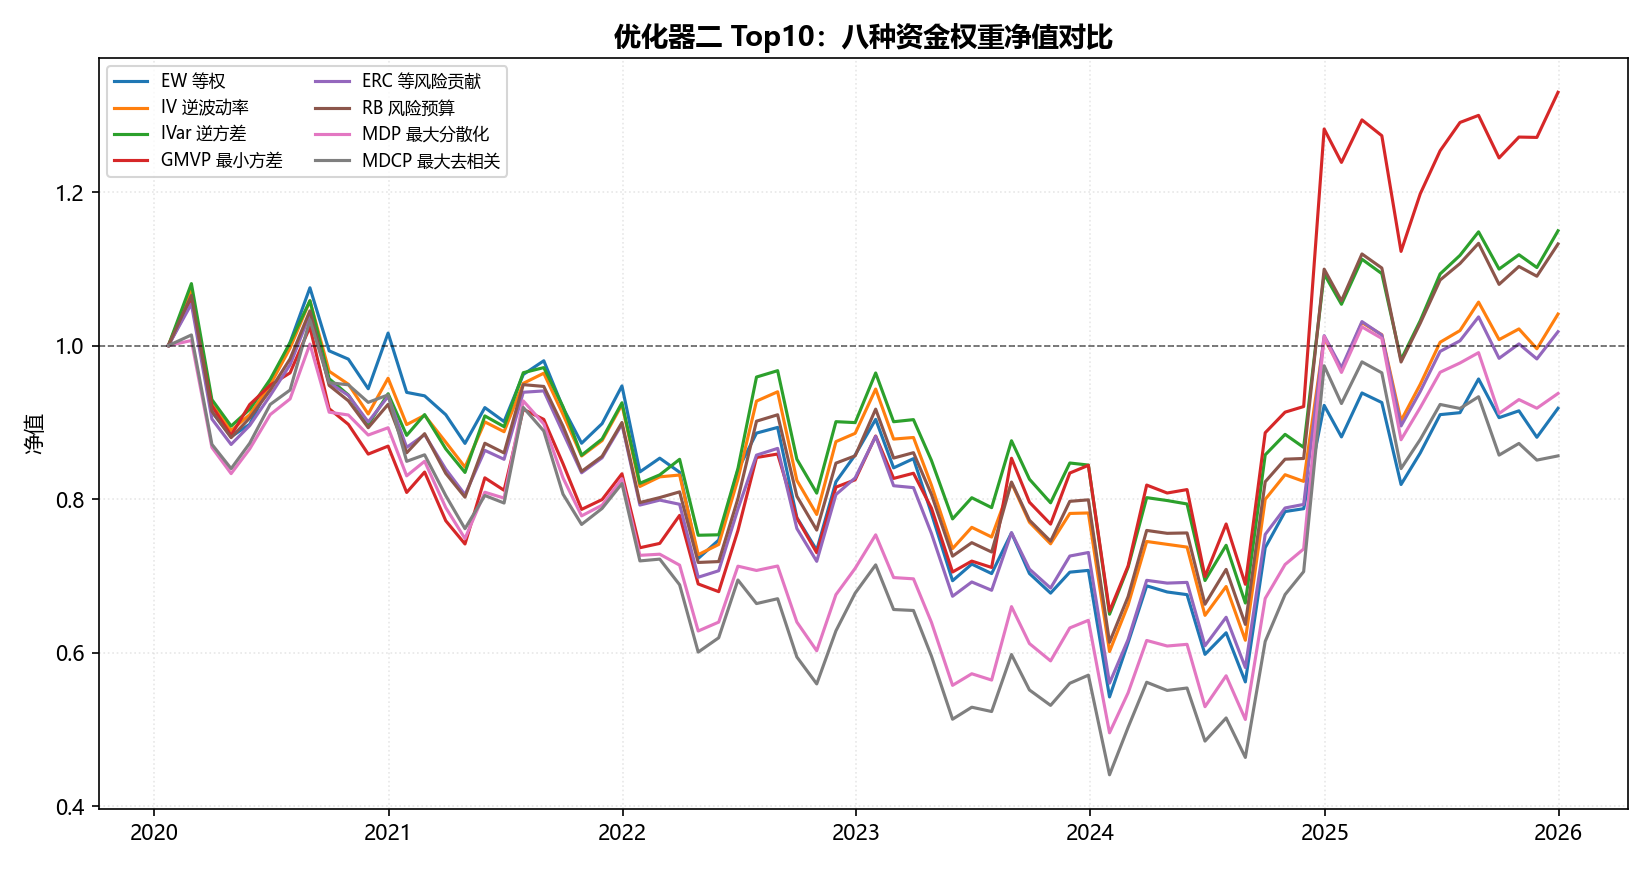 优化器二 Top10：八种资金权重净值对比
EW 等权
IV 逆波动率
IVar 逆方差
GMVP 最小方差
ERC 等风险贡献
RB 风险预算
MDP 最大分散化
MDCP 最大去相关
净值
1.2
1.0
0.8
0.6
0.4
2020
2021
2022
2023
2024
2025
2026